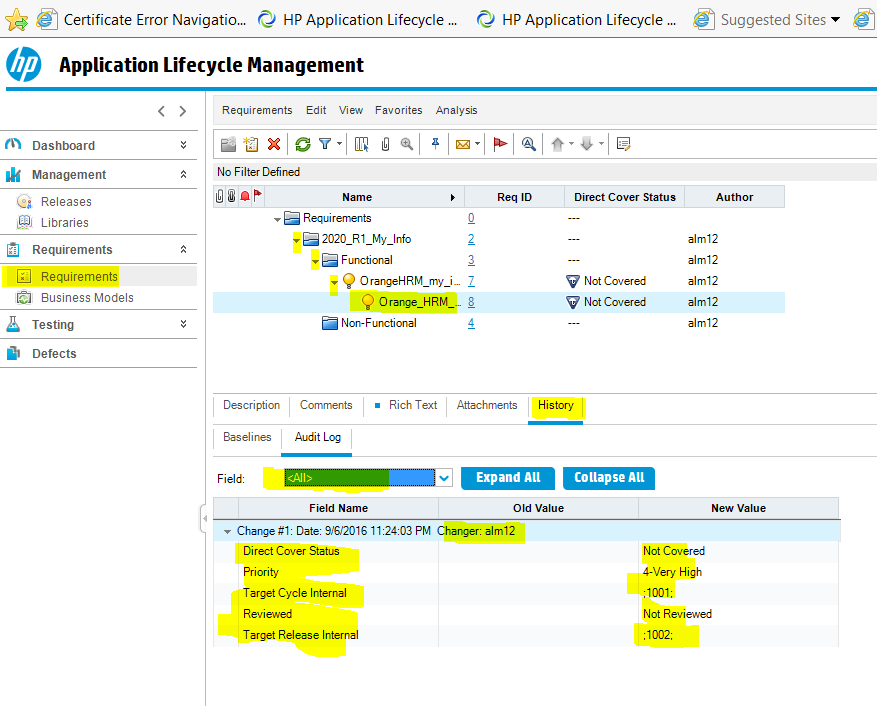 Certificate Error Navigatio... HP Application Lifecycle ... HP Application Lifecycle ... Suggested Sites
hp Application Lifecycle Management
Dashboard
Management
Releases
Libraries
Requirements
Requirements
Business Models
Testing
Defects
Requirements Edit View Favorites Analysis
No Filter Defined
Name Req ID Direct Cover Status Author
Requirements 0 ---
2020_R1_My_Info 2 --- alm12
Functional 3 --- alm12
OrangeHRM_my_i... 7 Not Covered alm12
Orange_HRM_... 8 Not Covered alm12
Non-Functional 4 --- alm12
Description Comments Rich Text Attachments History
Baselines Audit Log
Field: <All> Expand All Collapse All
Field Name Old Value New Value
Change #1: Date: 9/6/2016 11:24:03 PM Changer: alm12
Direct Cover Status Not Covered
Priority 4-Very High
Target Cycle Internal ;1001;
Reviewed Not Reviewed
Target Release Internal ;1002;